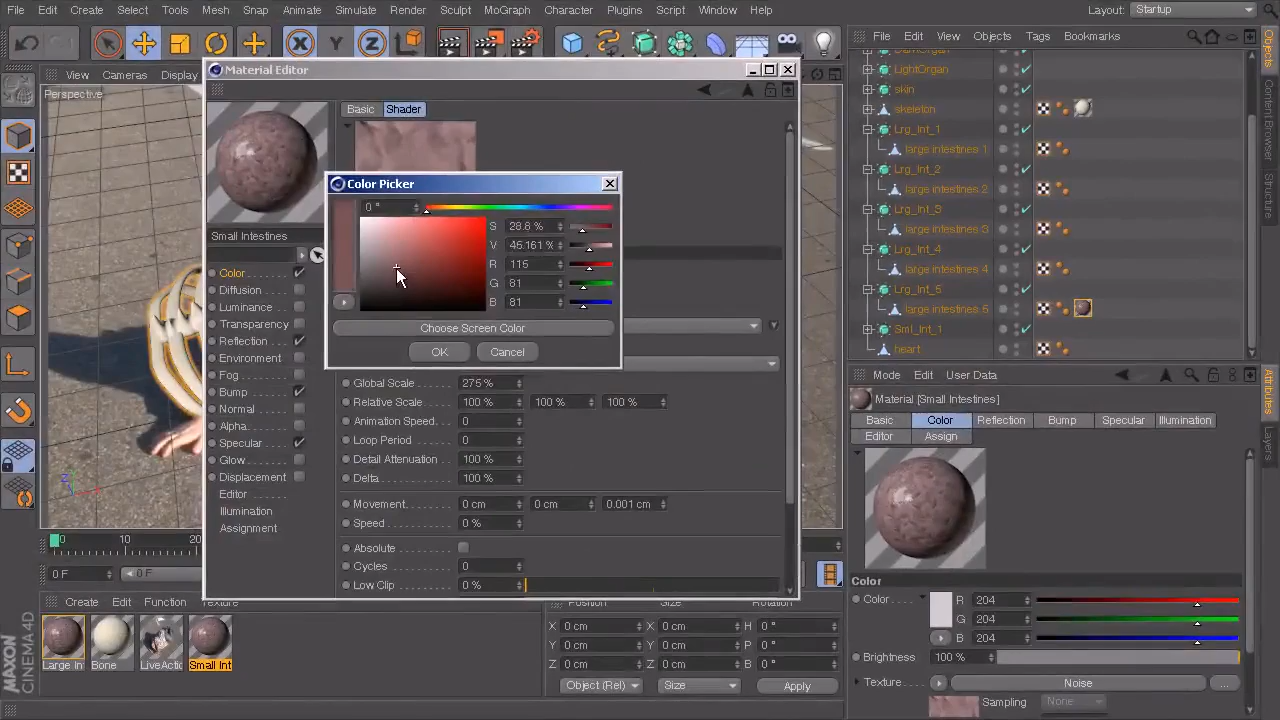 File Edit Create Select Tools Mesh Snap Animate Simulate Render Sculpt MoGraph Character Plugins Script Window Help Layout: Startup
X Y Z
View Cameras Display
Perspective
Material Editor
Basic Shader
Color Picker
0 °
S 28.6 %
V 45.161 %
R 115
G 81
B 81
Choose Screen Color
OK Cancel
Small Intestines
Color
Diffusion
Luminance
Transparency
Reflection
Environment
Fog
Bump
Normal
Alpha
Specular
Glow
Displacement
Editor
Illumination
Assignment
Global Scale 275 %
Relative Scale 100 % 100 % 100 %
Animation Speed 0
Loop Period 0
Detail Attenuation 100 %
Delta 100 %
Movement 0 cm 0 cm 0.001 cm
Speed 0 %
Absolute
Cycles 0
Low Clip 0 %
File Edit View Objects Tags Bookmarks
LightOrgan
skin
skeleton
Lrg_Int_1
large intestines 1
Lrg_Int_2
large intestines 2
Lrg_Int_3
large intestines 3
Lrg_Int_4
large intestines 4
Lrg_Int_5
large intestines 5
Sml_Int_1
heart
Objects
Content Browser
Structure
Mode Edit User Data
Material [Small Intestines]
Basic Color Reflection Bump Specular Illumination
Editor Assign
Color
Color R 204
G 204
B 204
Brightness 100 %
Texture Noise ...
Sampling None
Attributes
Layers
0 10 20
0 F 0 F
Create Edit Function Texture
Large In Bone LiveActic Small Int
Position Size Rotation
X 0 cm X 0 cm H 0 °
Y 0 cm Y 0 cm P 0 °
Z 0 cm Z 0 cm B 0 °
Object (Rel) Size Apply
MAXON CINEMA 4D